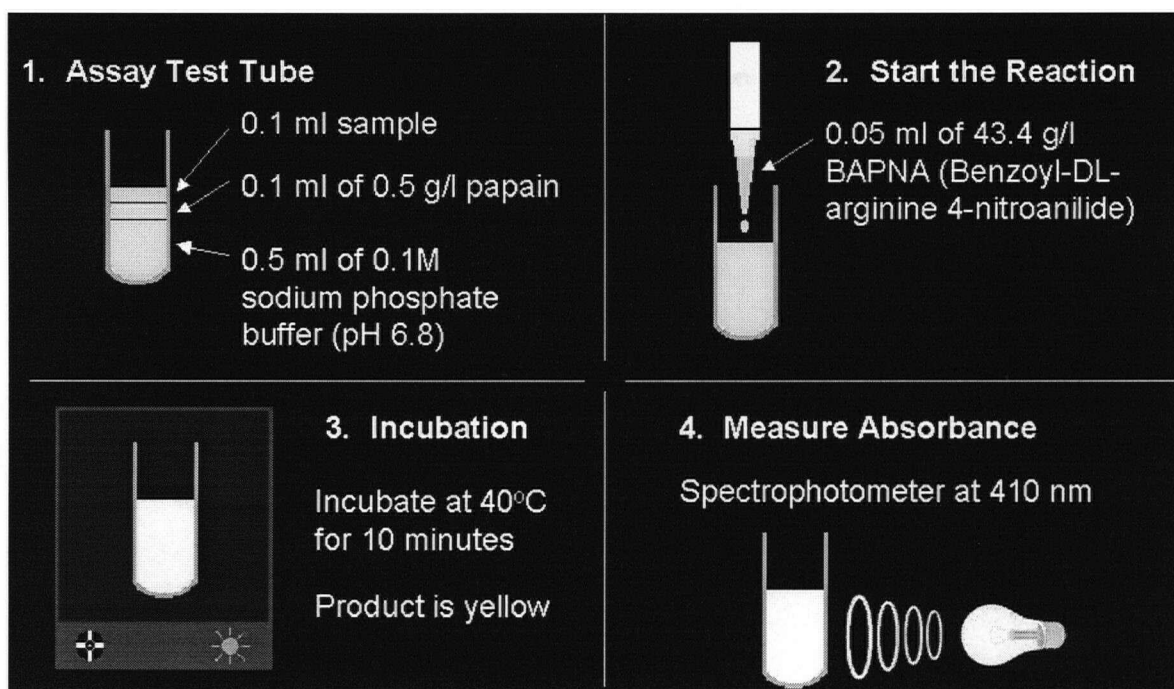 1. Assay Test Tube
0.1 ml sample
0.1 ml of 0.5 g/l papain
0.5 ml of 0.1M
sodium phosphate
buffer (pH 6.8)
2. Start the Reaction
0.05 ml of 43.4 g/l
BAPNA (Benzoyl-DL-
arginine 4-nitroanilide)
3. Incubation
Incubate at 40°C
for 10 minutes
Product is yellow
4. Measure Absorbance
Spectrophotometer at 410 nm